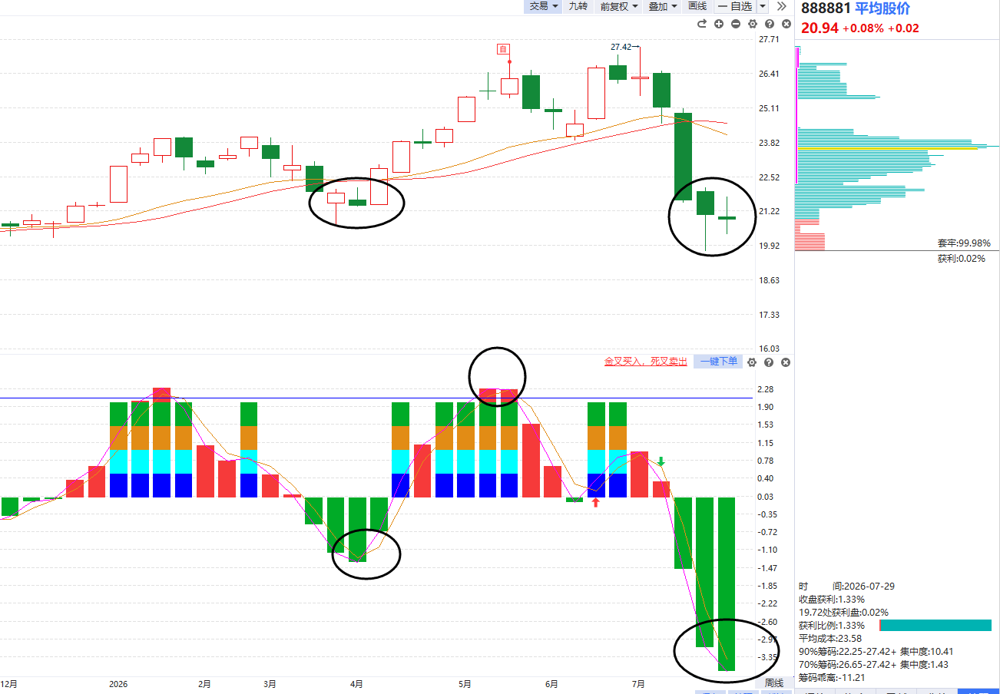 交易 九转 前复权 叠加 画线 一 自选
888881 平均股价
20.94 +0.08% +0.02
自
27.42→
27.71
26.41
25.11
23.82
22.52
21.22
19.92
18.63
17.33
16.03
套牢:99.98%
获利:0.02%
金叉买入，死叉卖出 一键下单
2.28
1.90
1.53
1.15
0.78
0.40
0.03
-0.35
-0.72
-1.10
-1.47
-1.85
-2.22
-2.60
-2.97
-3.35
时 间:2026-07-29
收盘获利:1.33%
19.72处获利盘:0.02%
获利比例:1.33%
平均成本:23.58
90%筹码:22.25-27.42+ 集中度:10.41
70%筹码:26.65-27.42+ 集中度:1.43
筹码乖离:-11.21
12月 2026 2月 3月 4月 5月 6月 7月 周线